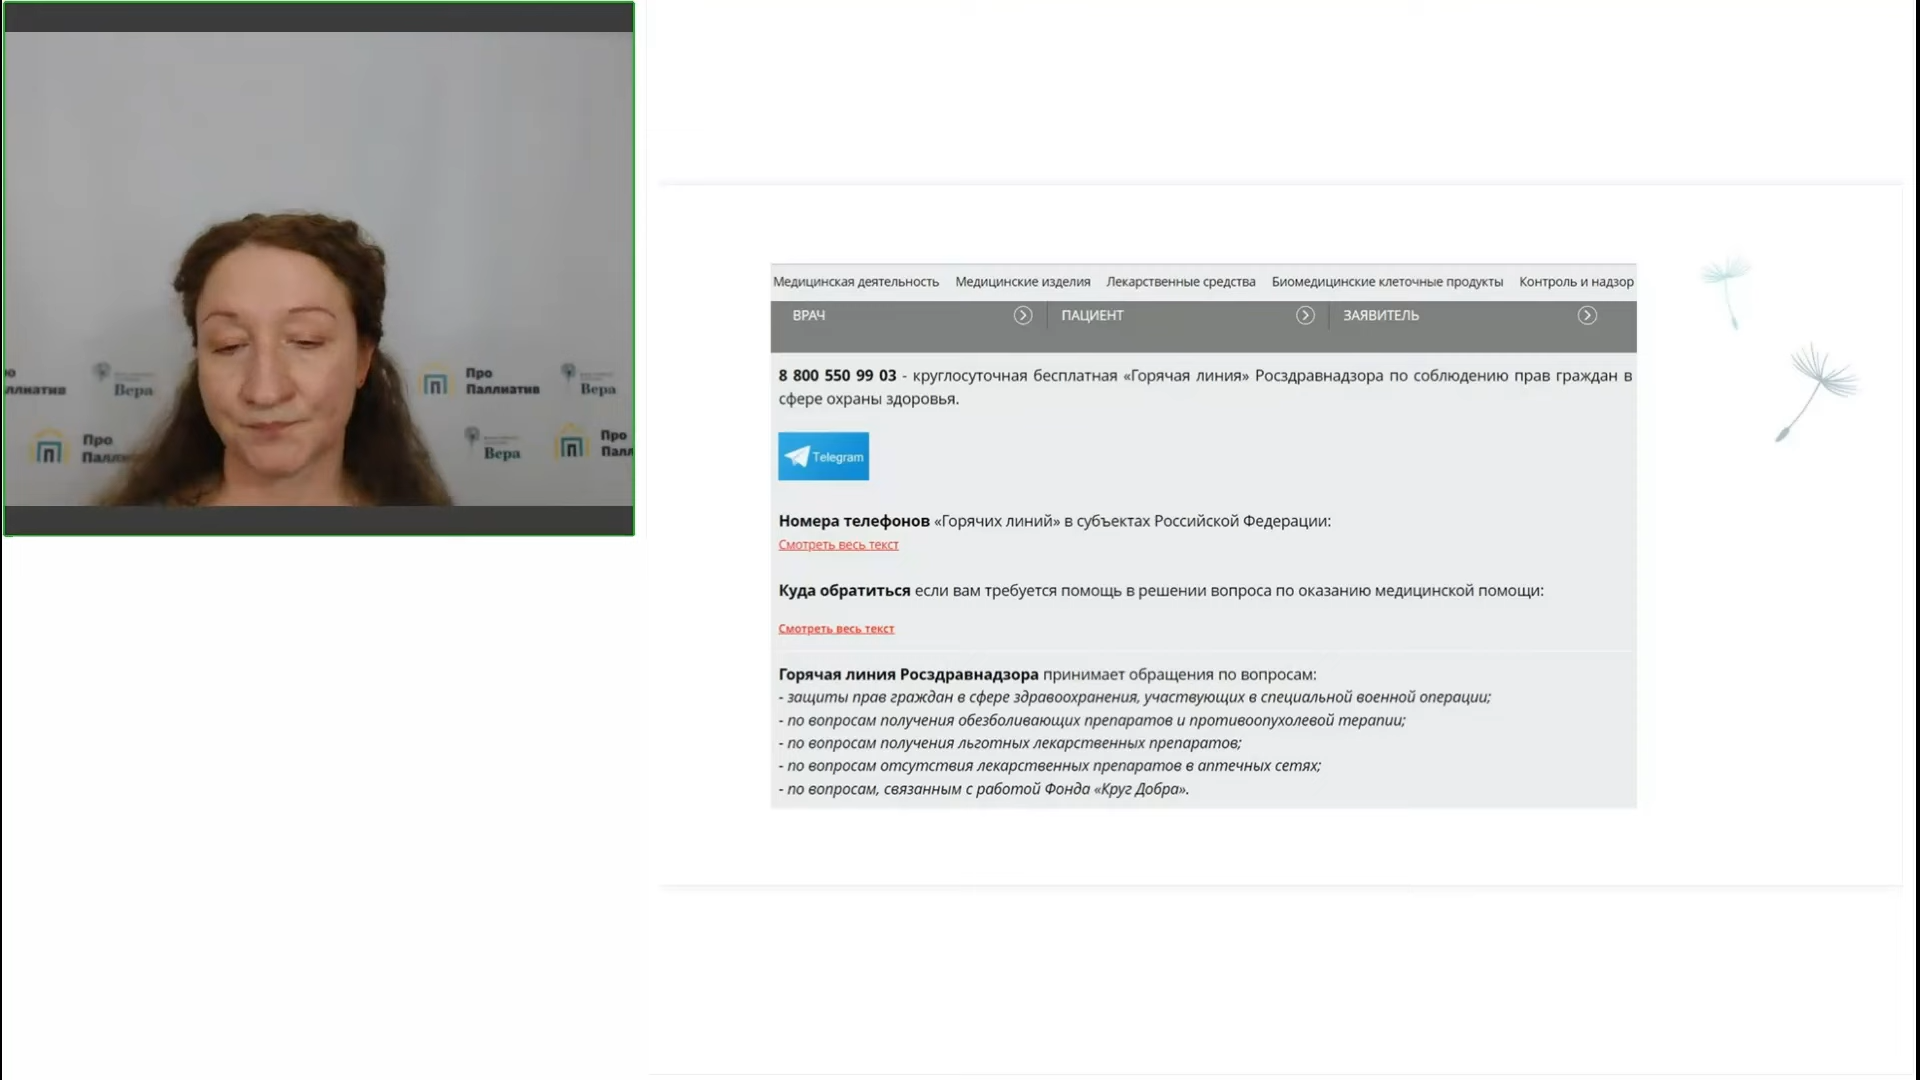 Про
Паллиатив
Вера
Про
Паллиатив
Вера
Про
Вера
Про
Медицинская деятельность Медицинские изделия Лекарственные средства Биомедицинские клеточные продукты Контроль и надзор
ВРАЧ ПАЦИЕНТ ЗАЯВИТЕЛЬ
8 800 550 99 03 - круглосуточная бесплатная «Горячая линия» Росздравнадзора по соблюдению прав граждан в
сфере охраны здоровья.
Telegram
Номера телефонов «Горячих линий» в субъектах Российской Федерации:
Смотреть весь текст
Куда обратиться если вам требуется помощь в решении вопроса по оказанию медицинской помощи:
Смотреть весь текст
Горячая линия Росздравнадзора принимает обращения по вопросам:
- защиты прав граждан в сфере здравоохранения, участвующих в специальной военной операции;
- по вопросам получения обезболивающих препаратов и противоопухолевой терапии;
- по вопросам получения льготных лекарственных препаратов;
- по вопросам отсутствия лекарственных препаратов в аптечных сетях;
- по вопросам, связанным с работой Фонда «Круг Добра».